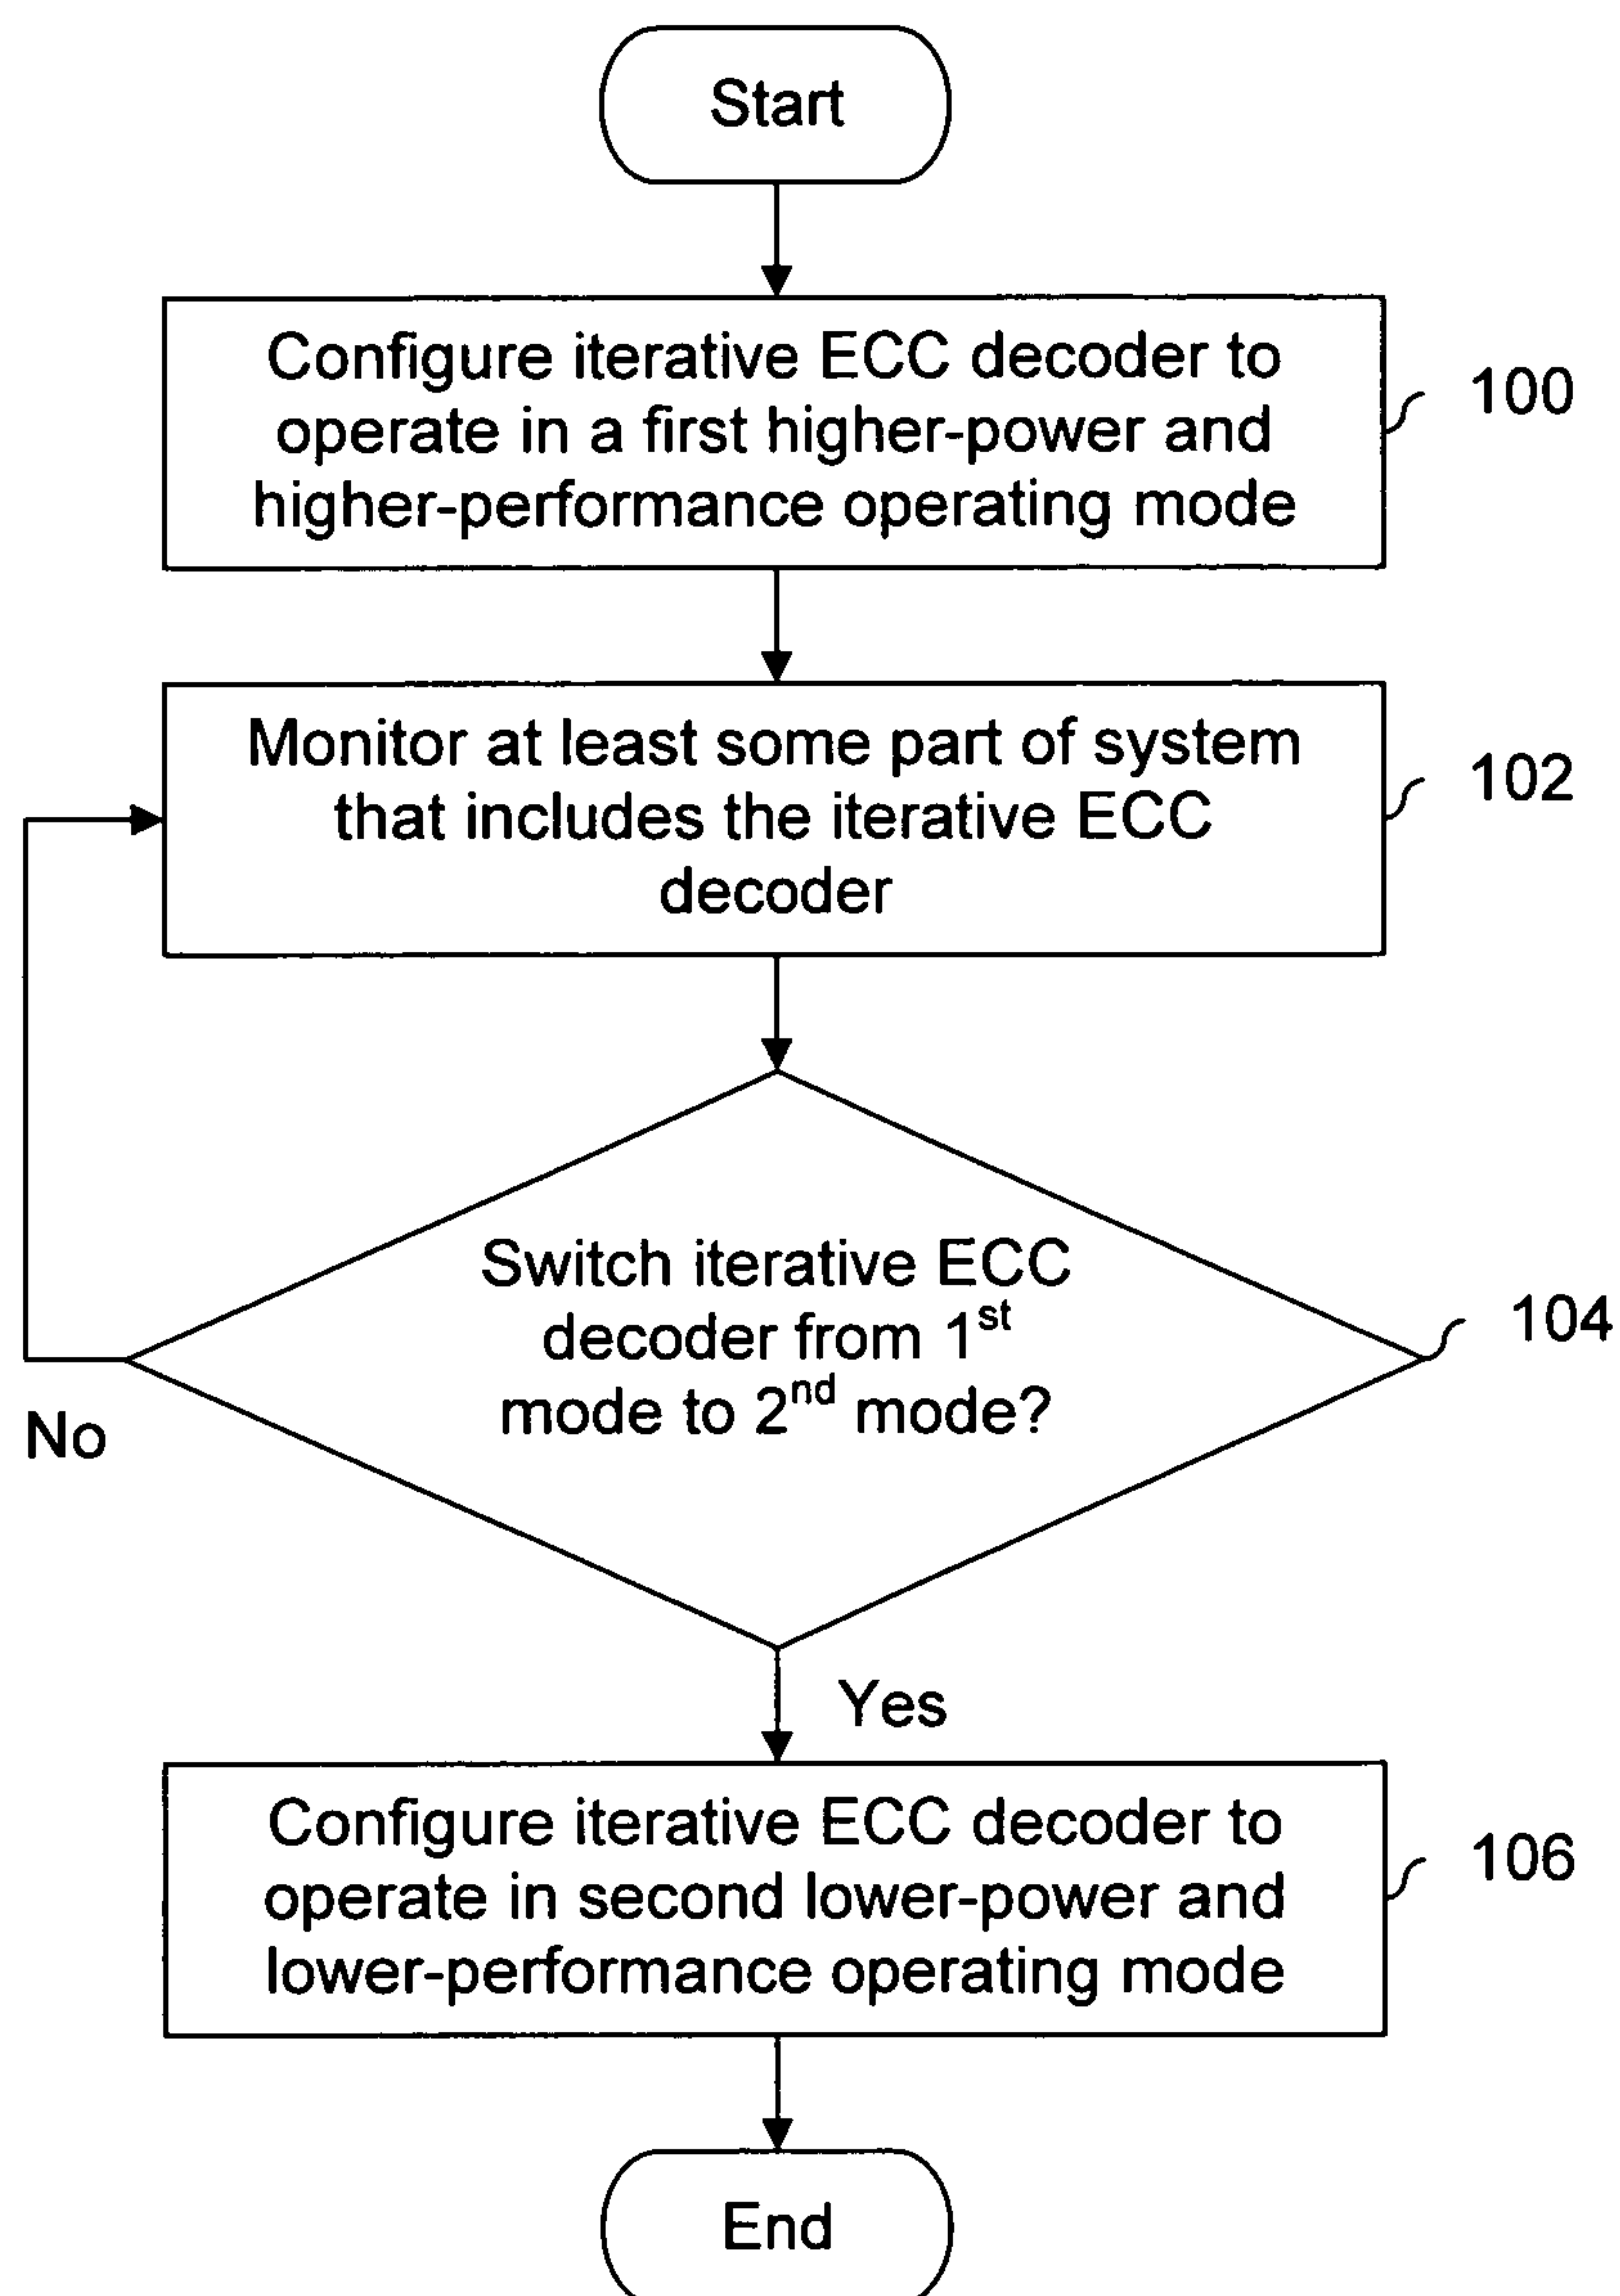 Start
Configure iterative ECC decoder to
operate in a first higher-power and
higher-performance operating mode
100
Monitor at least some part of system
that includes the iterative ECC
decoder
102
Switch iterative ECC
decoder from 1st
mode to 2nd mode?
104
No
Yes
Configure iterative ECC decoder to
operate in second lower-power and
lower-performance operating mode
106
End